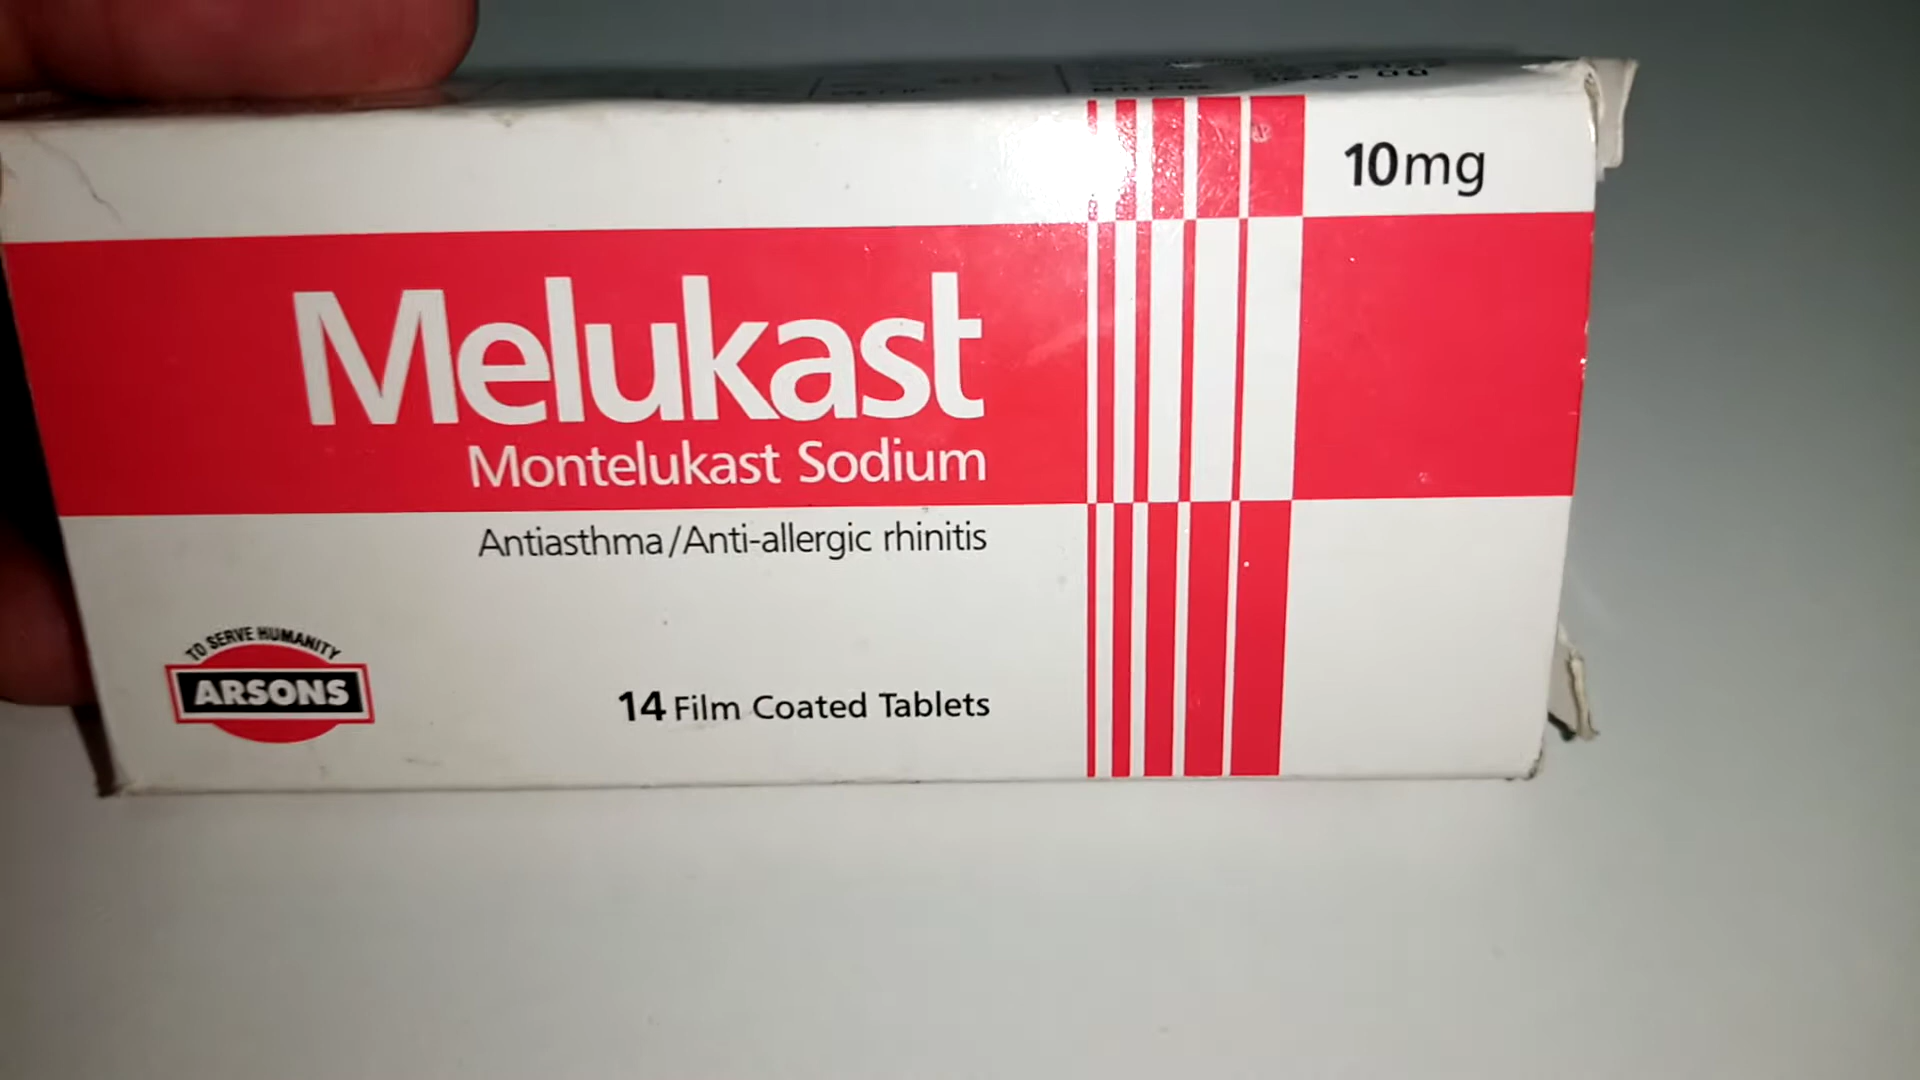 10mg
Melukast
Montelukast Sodium
Antiasthma/Anti-allergic rhinitis
TO SERVE HUMANITY
ARSONS
14 Film Coated Tablets